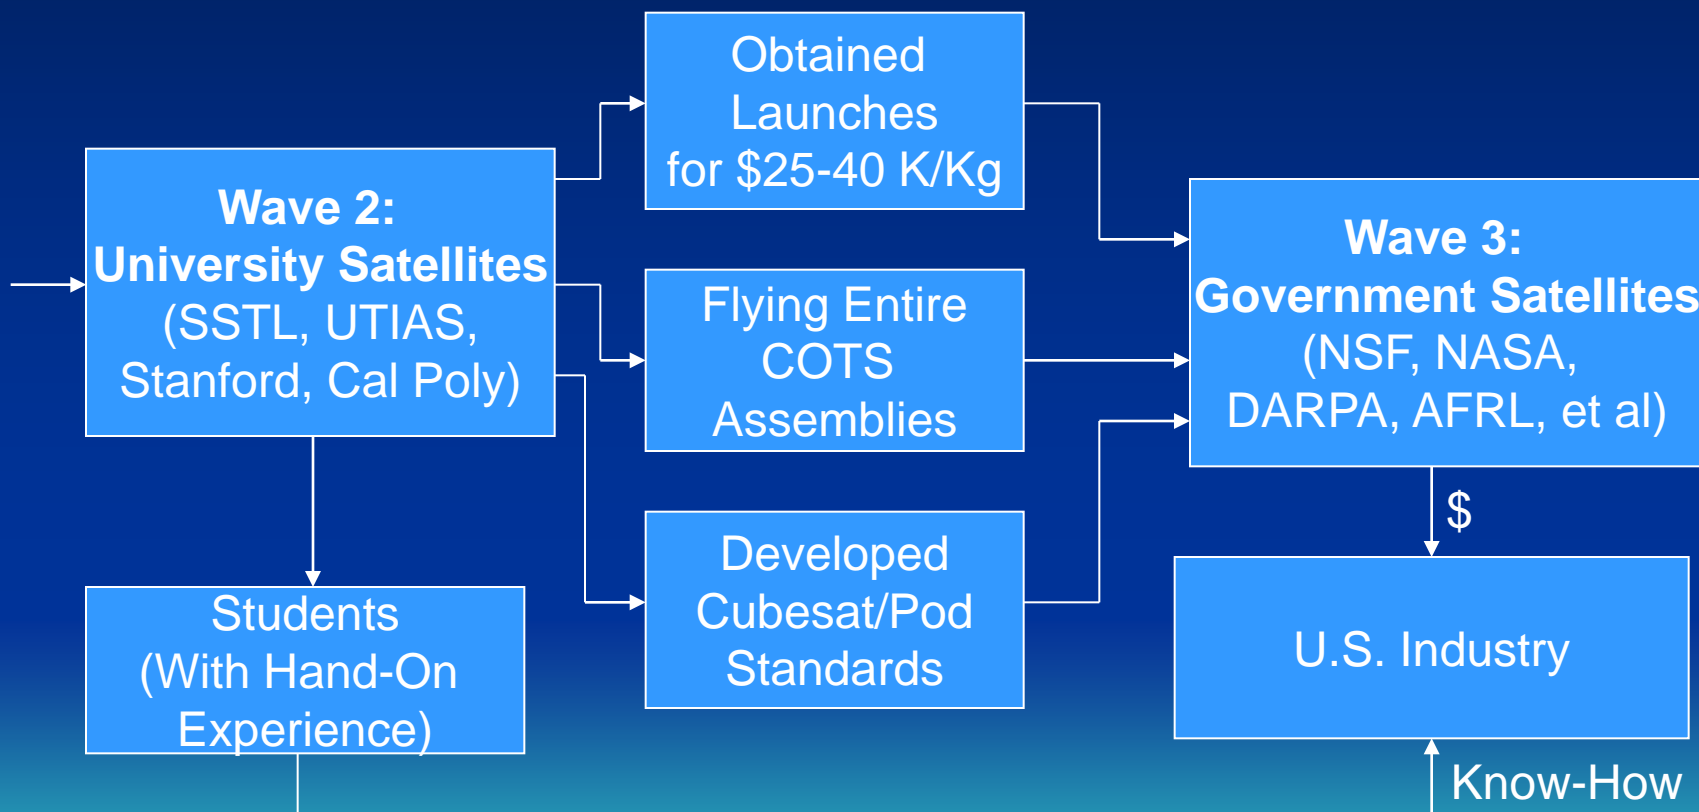 Wave 2:
University Satellites
(SSTL, UTIAS,
Stanford, Cal Poly)
Students
(With Hand-On
Experience)
Obtained
Launches
for $25-40 K/Kg
Flying Entire
COTS
Assemblies
Developed
Cubesat/Pod
Standards
Wave 3:
Government Satellites
(NSF, NASA,
DARPA, AFRL, et al)
$
U.S. Industry
Know-How